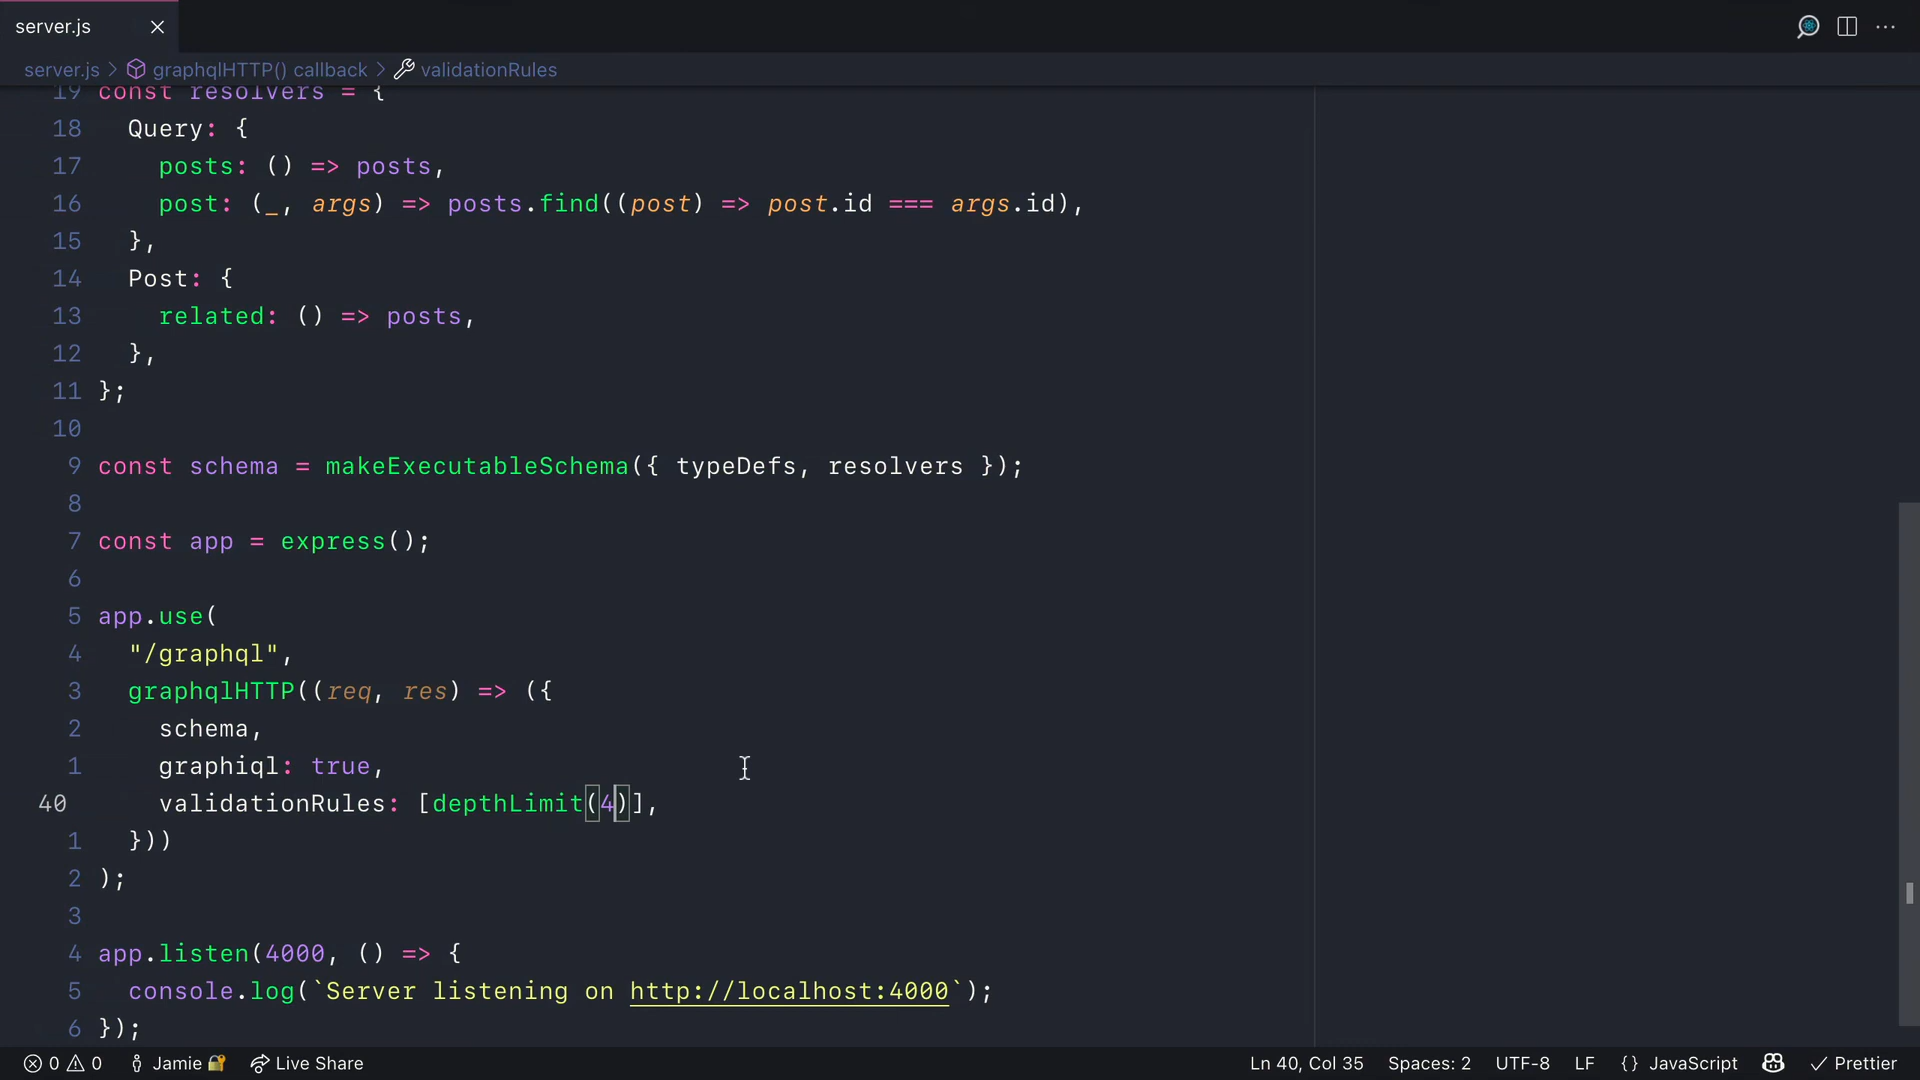 server.js
server.js > graphqlHTTP() callback > validationRules
19 const resolvers = {
18 Query: {
17 posts: () => posts,
16 post: (_, args) => posts.find((post) => post.id === args.id),
15 },
14 Post: {
13 related: () => posts,
12 },
11 };
10
9 const schema = makeExecutableSchema({ typeDefs, resolvers });
8
7 const app = express();
6
5 app.use(
4 "/graphql",
3 graphqlHTTP((req, res) => ({
2 schema,
1 graphiql: true,
40 validationRules: [depthLimit(4)],
1 }))
2 );
3
4 app.listen(4000, () => {
5 console.log(`Server listening on http://localhost:4000`);
6 });
0 0 Jamie 🔐 Live Share Ln 40, Col 35 Spaces: 2 UTF-8 LF {} JavaScript Prettier